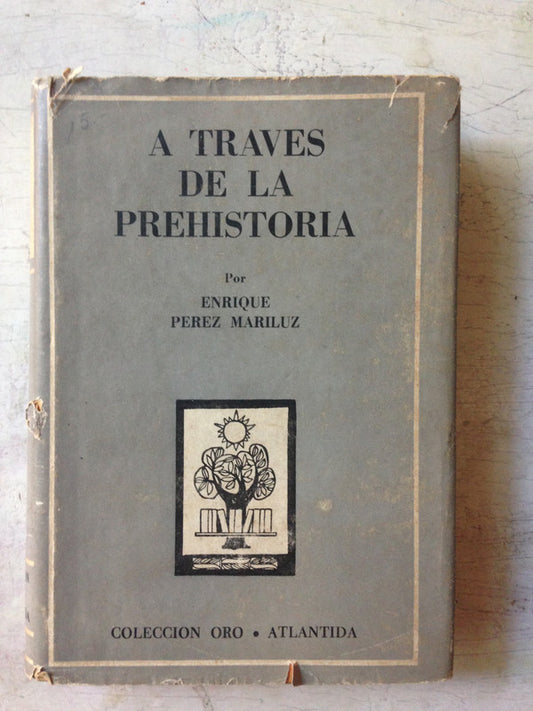 A TRAVES
DE LA
PREHISTORIA
Por
ENRIQUE
PEREZ MARILUZ
COLECCION ORO • ATLANTIDA